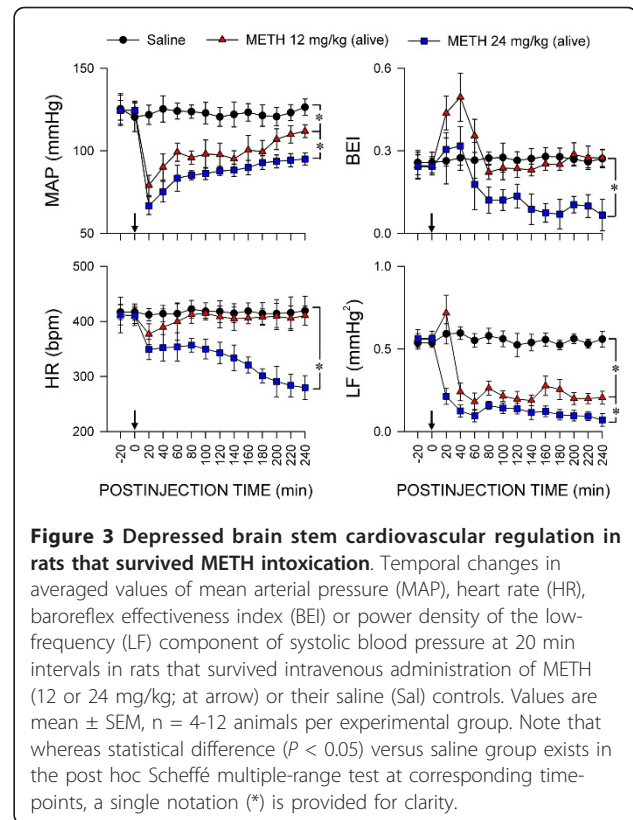 Saline METH 12 mg/kg (alive) METH 24 mg/kg (alive)
MAP (mmHg)
150
100
50
*
*
BEI
0.6
0.3
0.0
*
HR (bpm)
500
400
300
200
*
LF (mmHg²)
1.0
0.5
0.0
*
*
-20 0 20 40 60 80 100 120 140 160 180 200 220 240
-20 0 20 40 60 80 100 120 140 160 180 200 220 240
POSTINJECTION TIME (min) POSTINJECTION TIME (min)
Figure 3 Depressed brain stem cardiovascular regulation in
rats that survived METH intoxication. Temporal changes in
averaged values of mean arterial pressure (MAP), heart rate (HR),
baroreflex effectiveness index (BEI) or power density of the low-
frequency (LF) component of systolic blood pressure at 20 min
intervals in rats that survived intravenous administration of METH
(12 or 24 mg/kg; at arrow) or their saline (Sal) controls. Values are
mean ± SEM, n = 4-12 animals per experimental group. Note that
whereas statistical difference (P < 0.05) versus saline group exists in
the post hoc Scheffé multiple-range test at corresponding time-
points, a single notation (*) is provided for clarity.